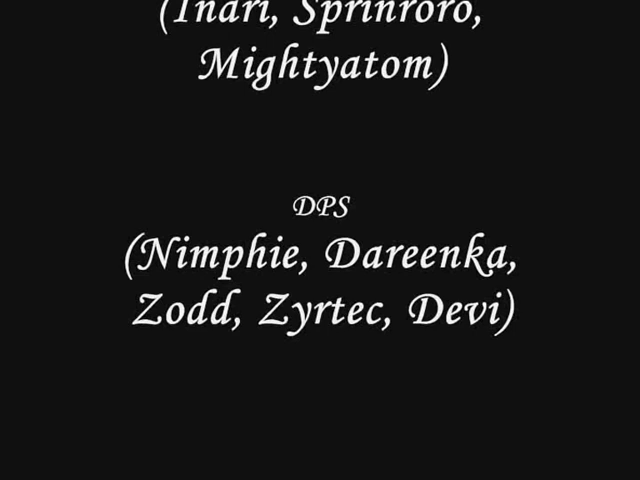 (Inari, Sprinroro,
Mightyatom)
DPS
(Nimphie, Dareenka,
Zodd, Zyrtec, Devi)